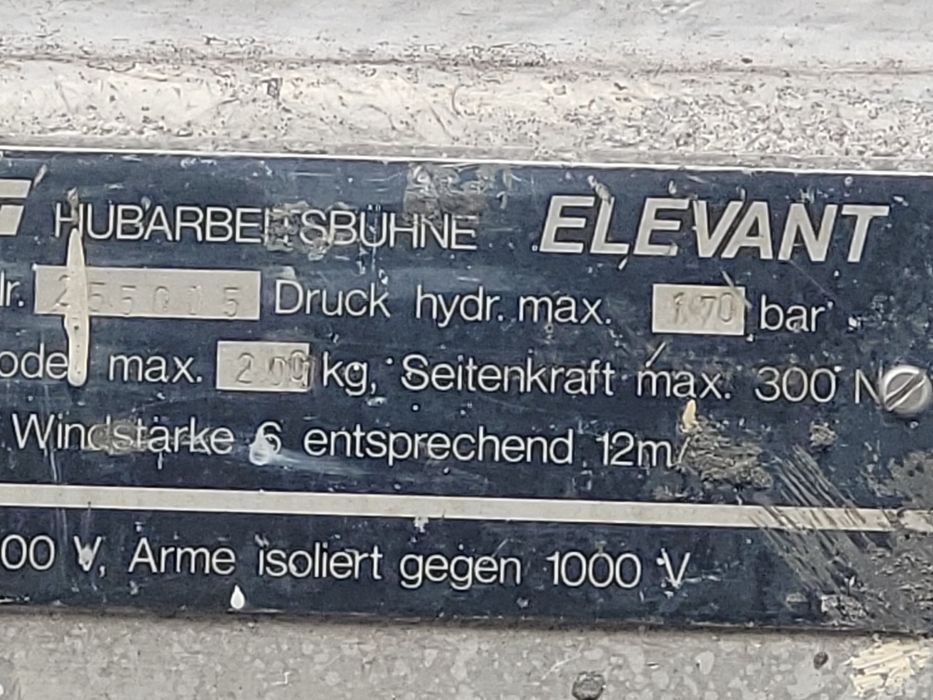 G HUBARBEITSBÜHNE ELEVANT
Nr. 255015 Druck hydr. max. 170 bar
max. 200 kg, Seitenkraft max. 300 N
Windstärke 6 entsprechend 12m/
00 V, Arme isoliert gegen 1000 V